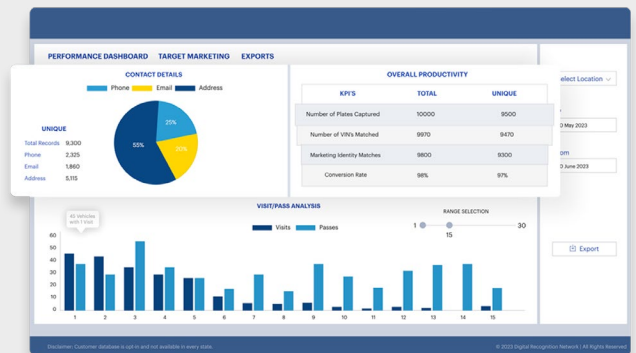 PERFORMANCE DASHBOARD TARGET MARKETING EXPORTS
CONTACT DETAILS
Phone Email Address
25%
20%
55%
UNIQUE
Total Records 9,300
Phone 2,325
Email 1,860
Address 5,115
OVERALL PRODUCTIVITY
KPI'S TOTAL UNIQUE
Number of Plates Captured 10000 9500
Number of VIN's Matched 9970 9470
Marketing Identity Matches 9800 9300
Conversion Rate 98% 97%
elect Location
0 May 2023
om
0 June 2023
Export
VISIT/PASS ANALYSIS
Visits Passes
RANGE SELECTION
1 30
15
45 Vehicles
with 1 Visit
60
50
40
30
20
10
0
1 2 3 4 5 6 7 8 9 10 11 12 13 14 15
Disclaimer: Customer database is opt-in and not available in every state.
© 2023 Digital Recognition Network | All Rights Reserved